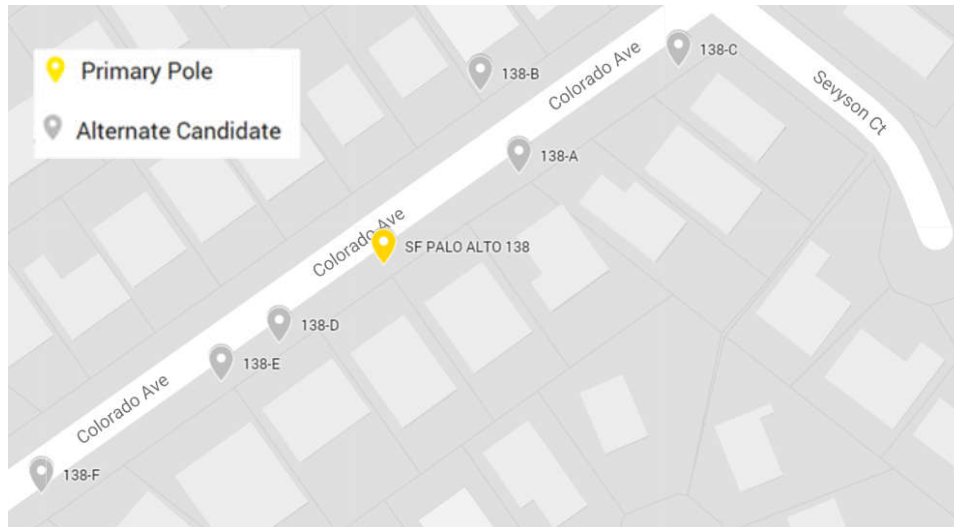 Primary Pole
Alternate Candidate
138-C
138-B
Colorado Ave
Sevyson Ct
138-A
Colorado Ave
SF PALO ALTO 138
138-D
138-E
Colorado Ave
138-F